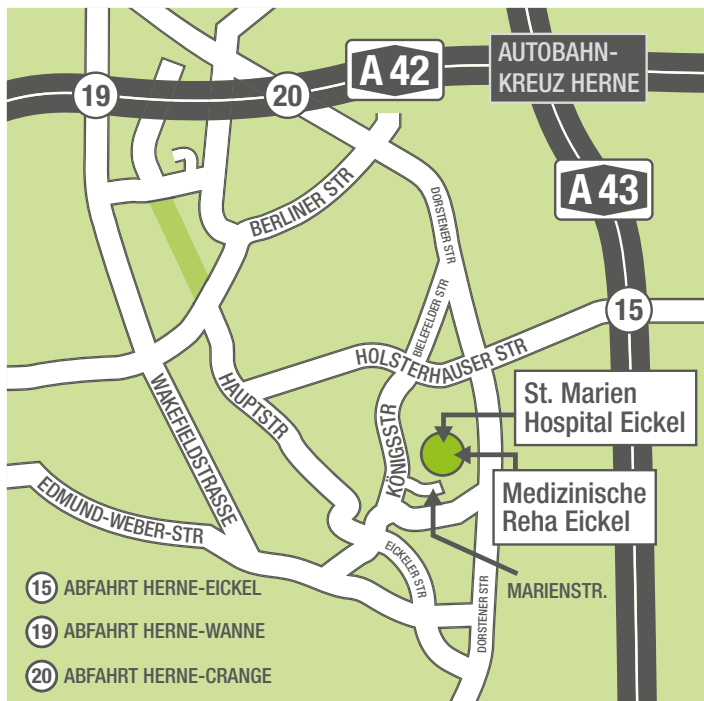 A 42
AUTOBAHN-
KREUZ HERNE
19
20
A 43
BERLINER STR
DORSTENER STR
15
BIELEFELDER STR
HOLSTERHAUSER STR
WAKEFIELDSTRASSE
HAUPTSTR
St. Marien
Hospital Eickel
KÖNIGSSTR
Medizinische
Reha Eickel
EDMUND-WEBER-STR
EICKELER STR
MARIENSTR.
DORSTENER STR
15 ABFAHRT HERNE-EICKEL
19 ABFAHRT HERNE-WANNE
20 ABFAHRT HERNE-CRANGE